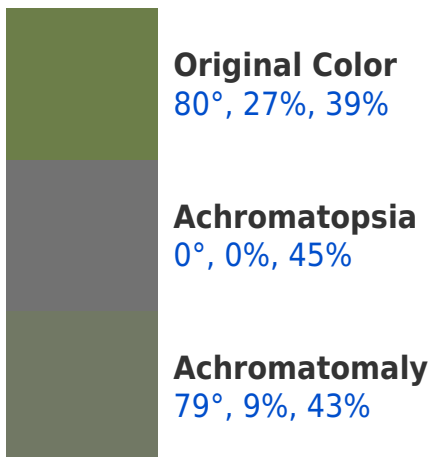 Original Color
80°, 27%, 39%
Achromatopsia
0°, 0%, 45%
Achromatomaly
79°, 9%, 43%